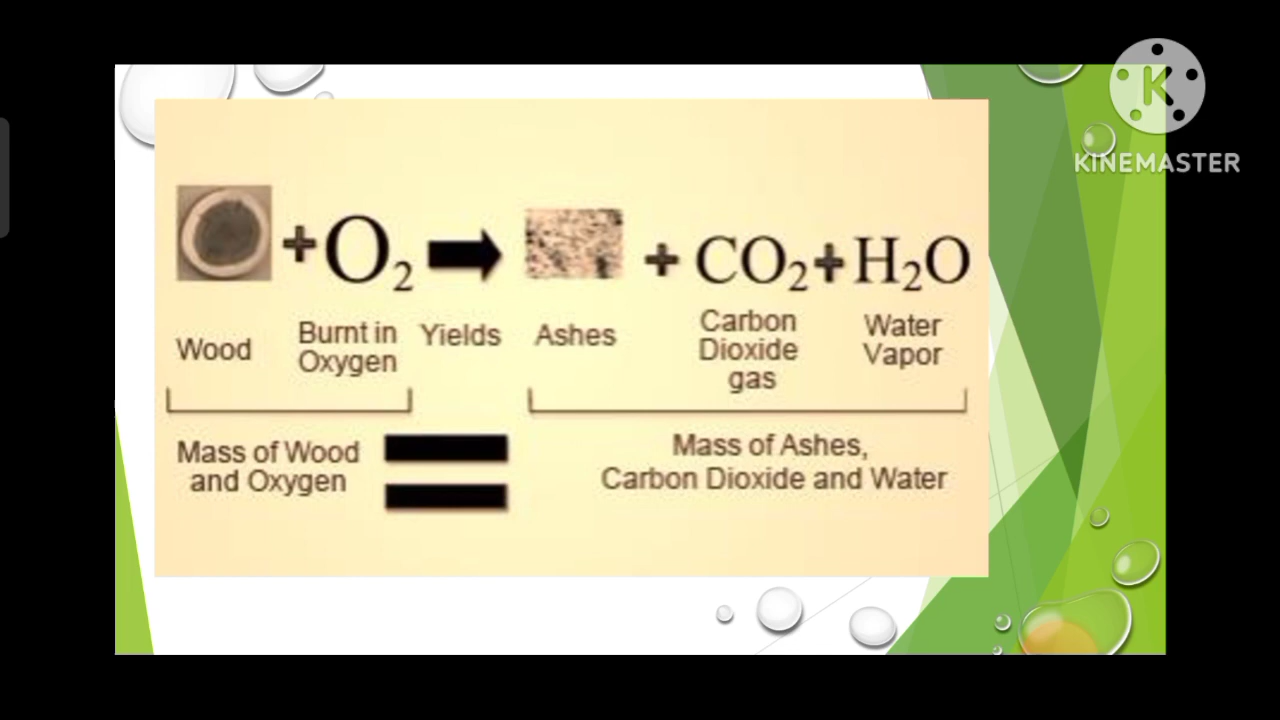 K
KINEMASTER
+ O₂ + CO₂ + H₂O
Wood
Burnt in
Oxygen
Yields
Ashes
Carbon
Dioxide
gas
Water
Vapor
Mass of Wood
and Oxygen
=
Mass of Ashes,
Carbon Dioxide and Water